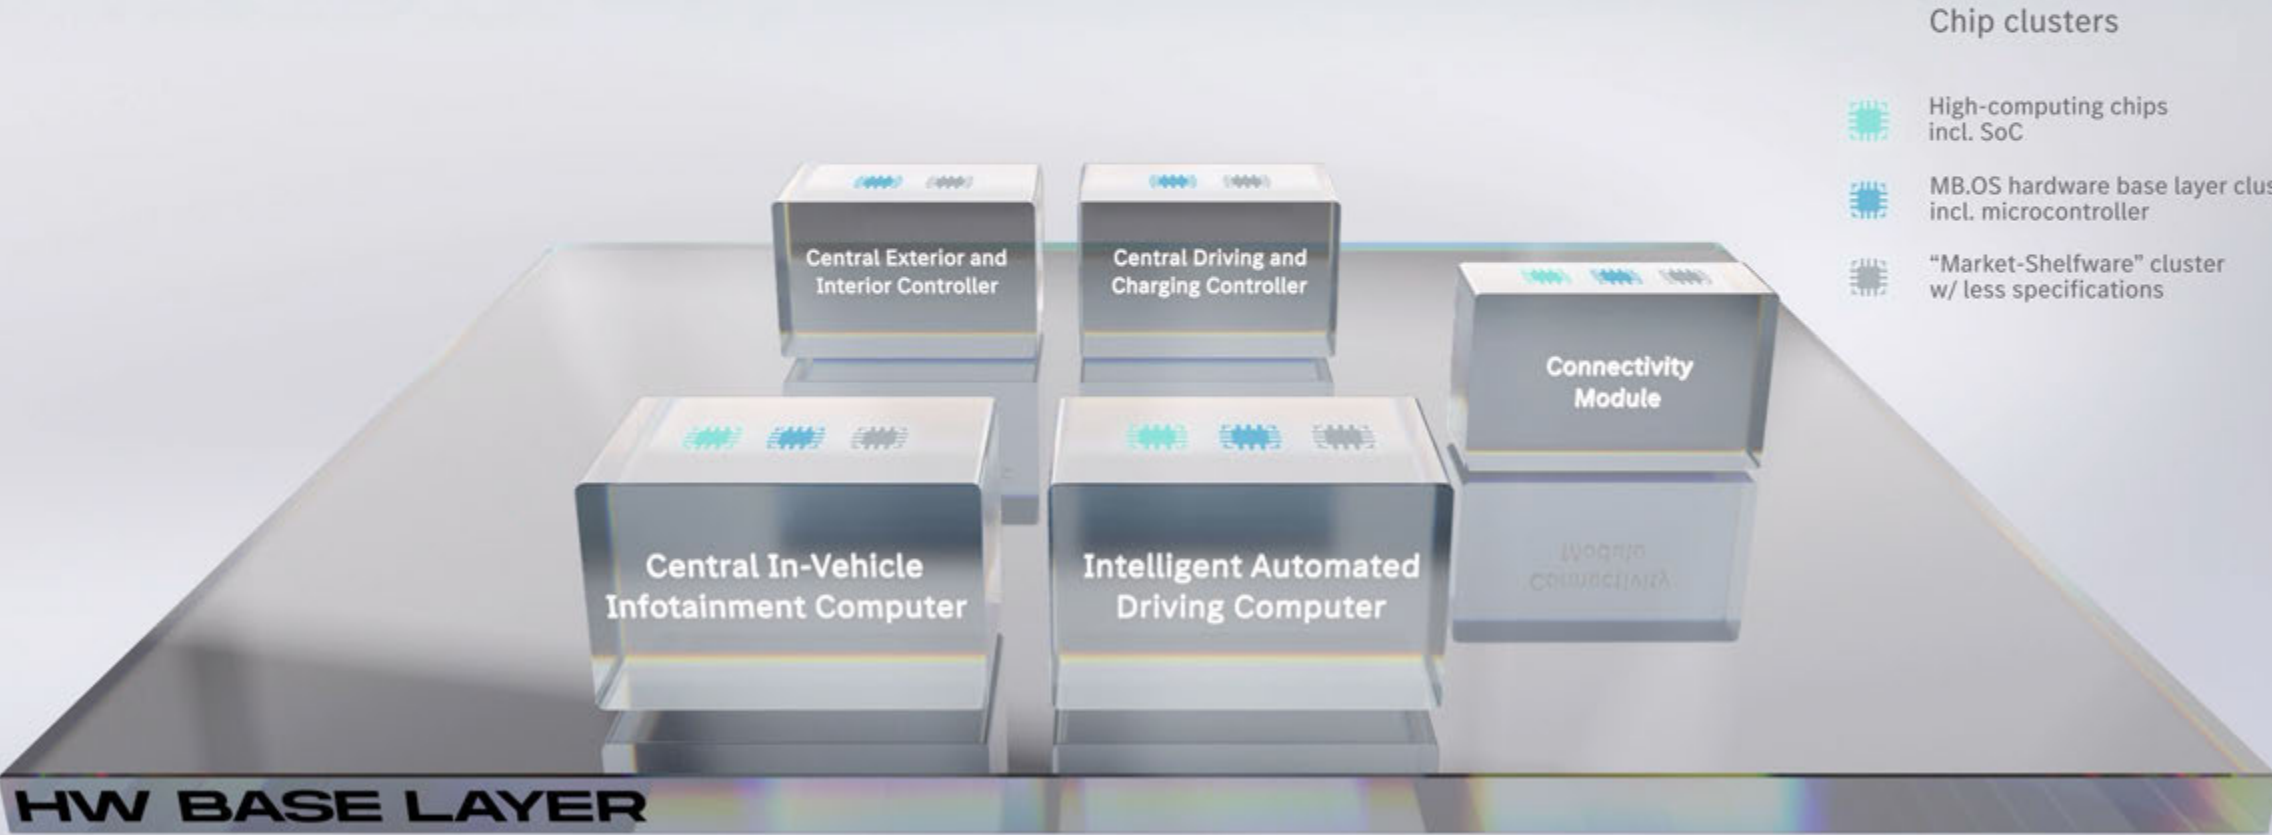 Chip clusters
High-computing chips
incl. SoC
MB.OS hardware base layer
incl. microcontroller
“Market-Shelfware” cluster
w/ less specifications
Central Exterior and
Interior Controller
Central Driving and
Charging Controller
Connectivity
Module
Central In-Vehicle
Infotainment Computer
Intelligent Automated
Driving Computer
HW BASE LAYER